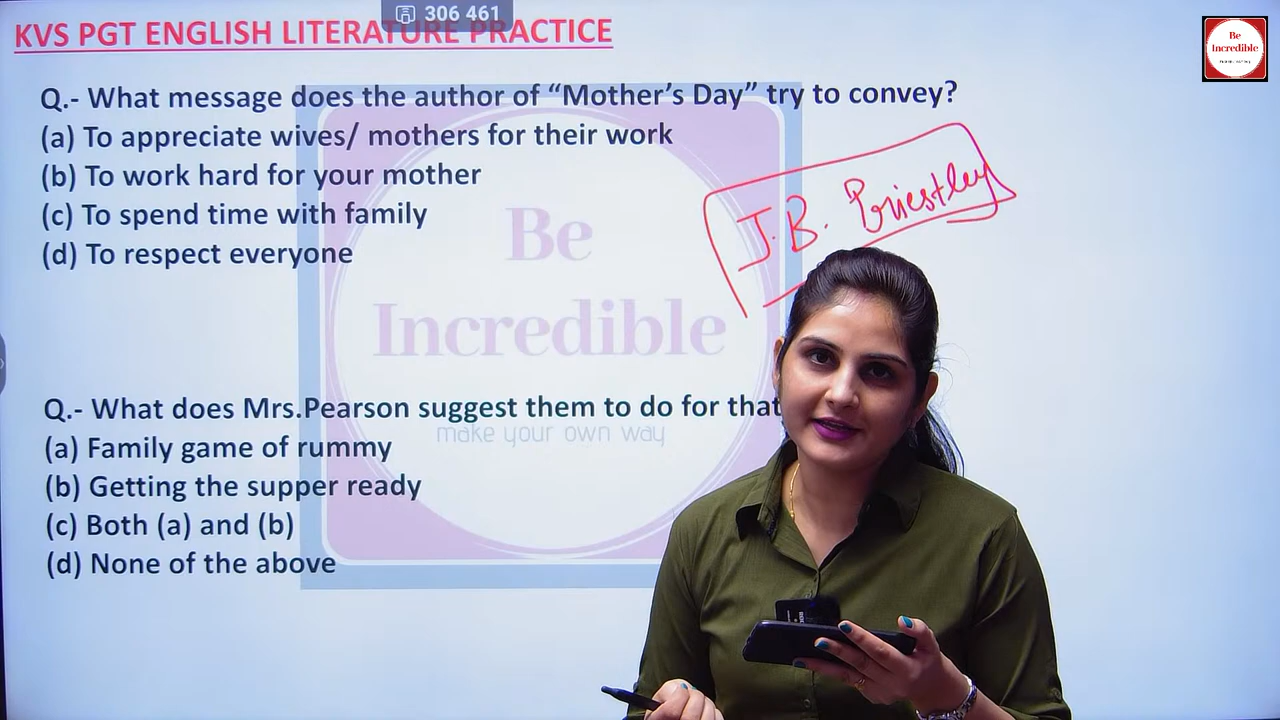 306 461
KVS PGT ENGLISH LITERATURE PRACTICE
Be
Incredible
Q.- What message does the author of “Mother’s Day” try to convey?
(a) To appreciate wives/ mothers for their work
(b) To work hard for your mother
(c) To spend time with family
(d) To respect everyone
J.B. Priestley
Be
Incredible
make your own way
Q.- What does Mrs.Pearson suggest them to do for that
(a) Family game of rummy
(b) Getting the supper ready
(c) Both (a) and (b)
(d) None of the above